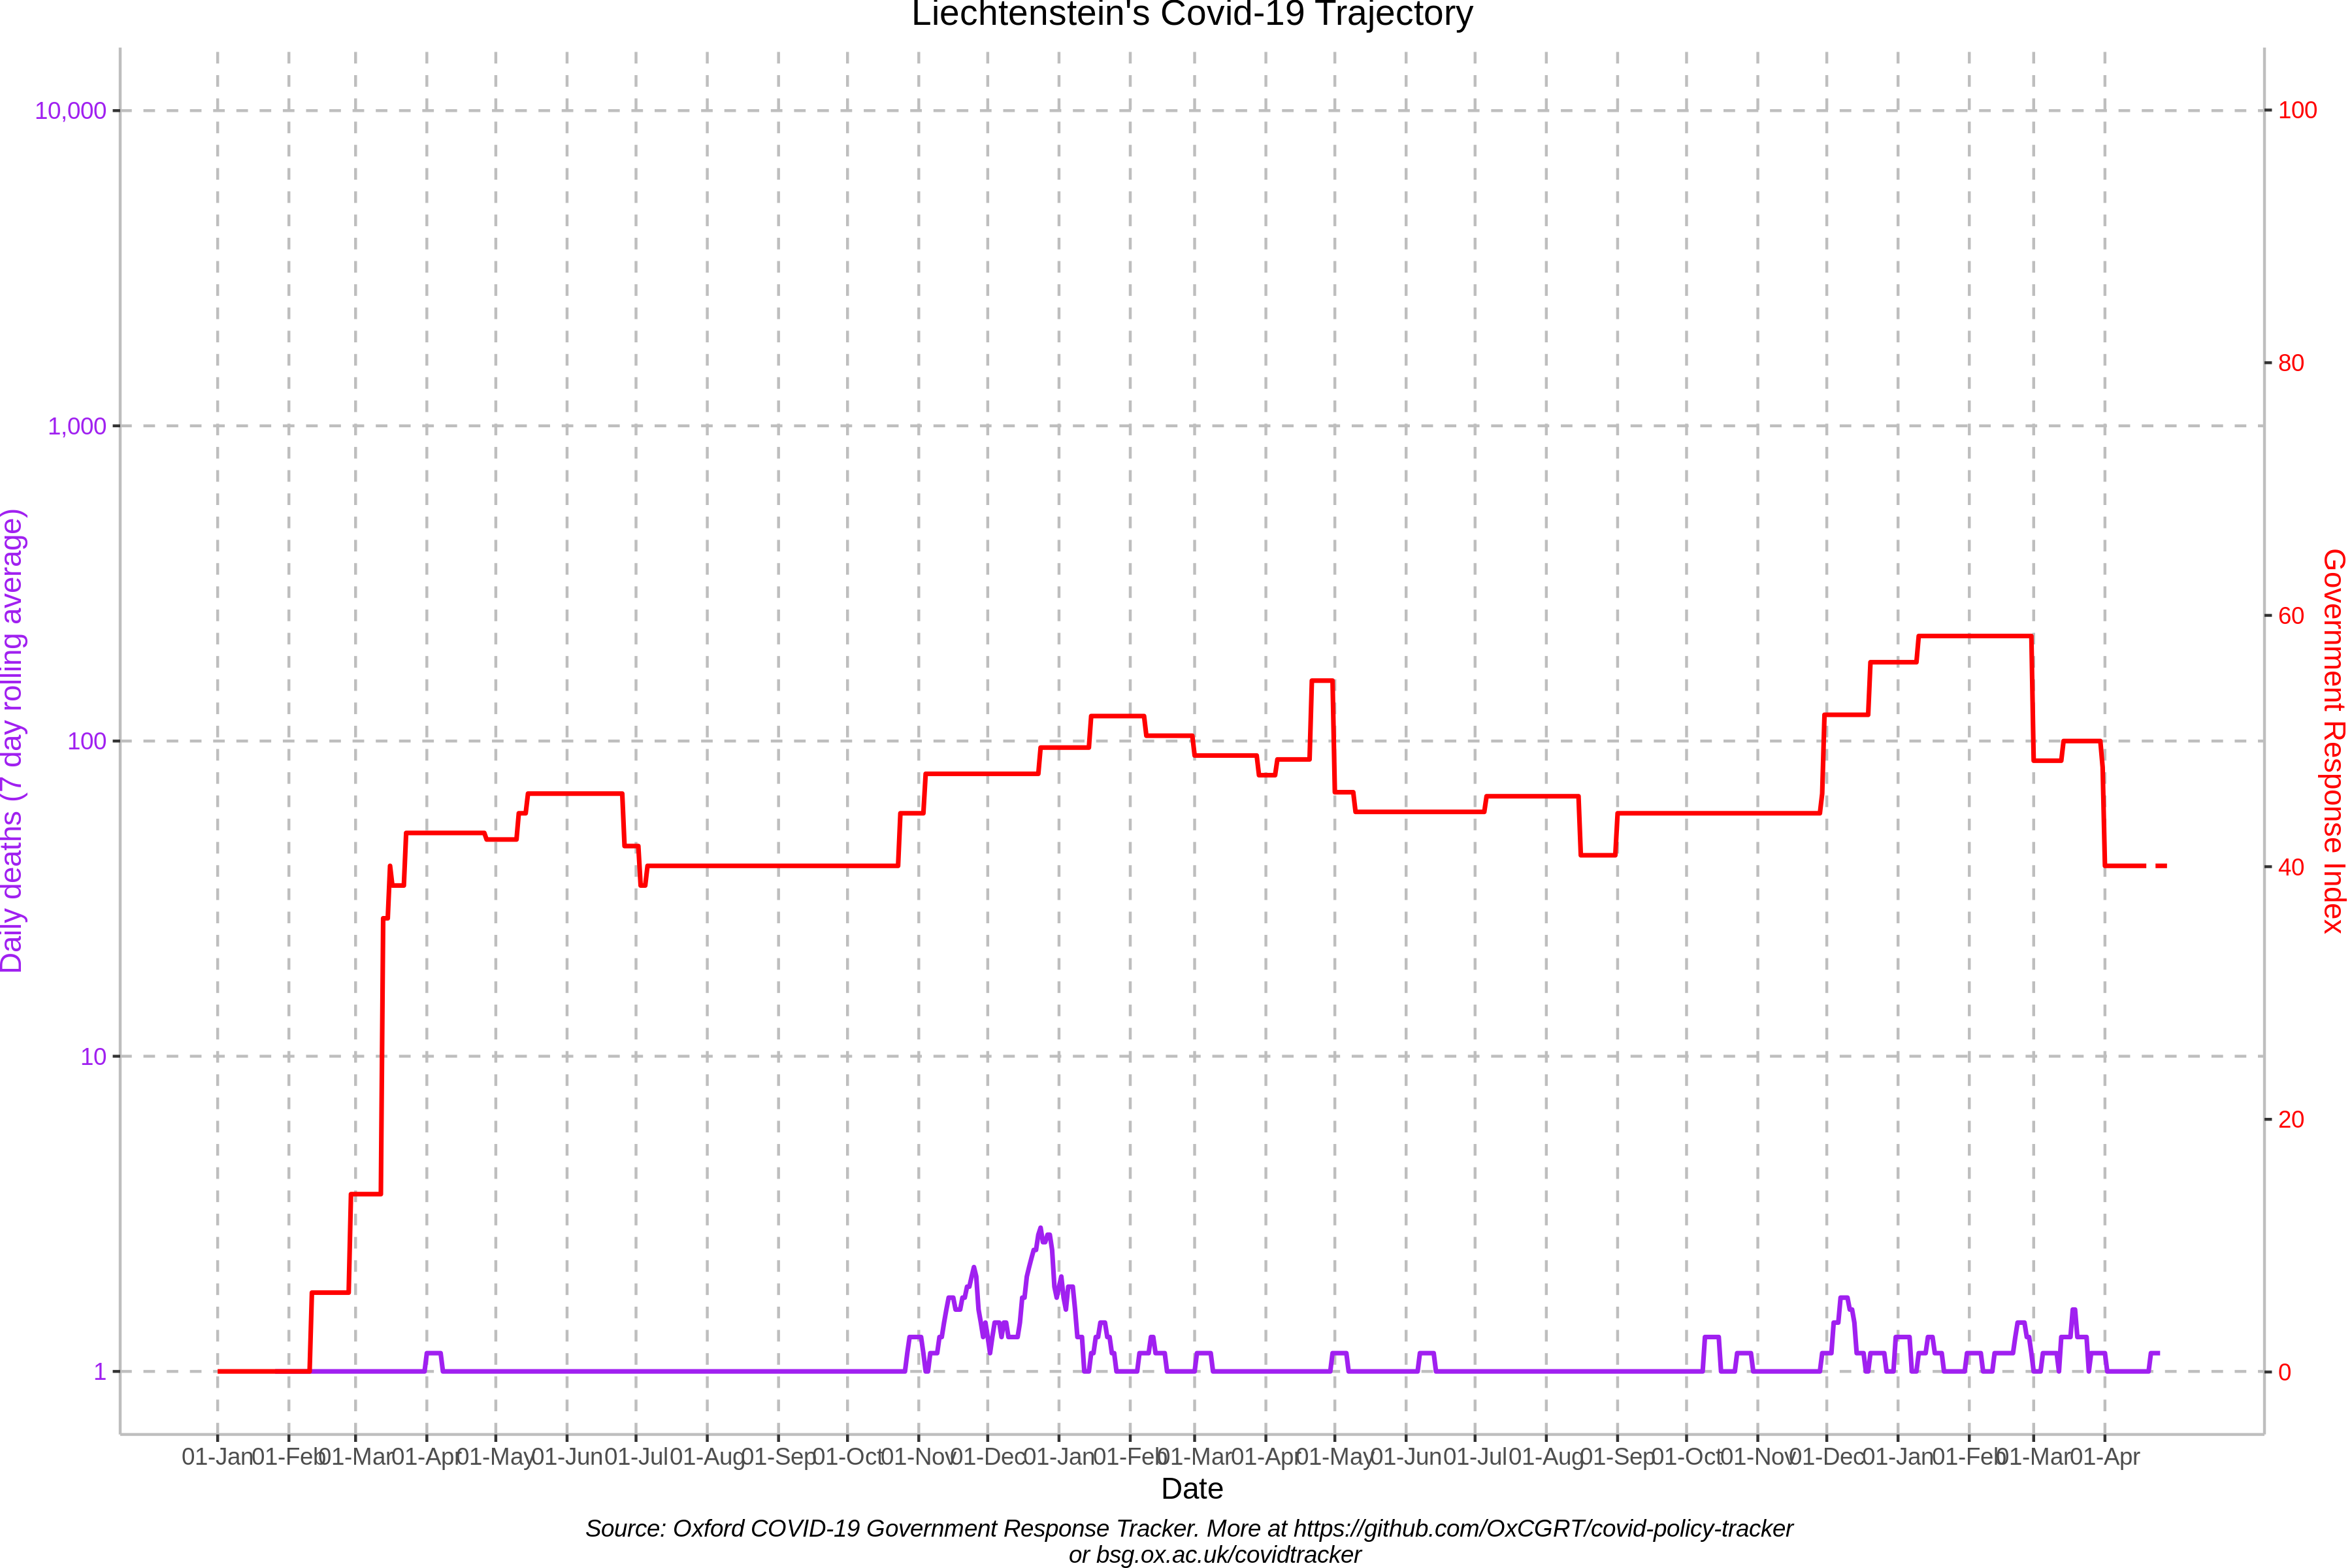 Liechtenstein's Covid-19 Trajectory
10,000
1,000
100
10
1
Daily deaths (7 day rolling average)
100
80
60
40
20
0
Government Response Index
01-Jan 01-Feb 01-Mar 01-Apr 01-May 01-Jun 01-Jul 01-Aug 01-Sep 01-Oct 01-Nov 01-Dec 01-Jan 01-Feb 01-Mar 01-Apr 01-May 01-Jun 01-Jul 01-Aug 01-Sep 01-Oct 01-Nov 01-Dec 01-Jan 01-Feb 01-Mar 01-Apr
Date
Source: Oxford COVID-19 Government Response Tracker. More at https://github.com/OxCGRT/covid-policy-tracker
or bsg.ox.ac.uk/covidtracker